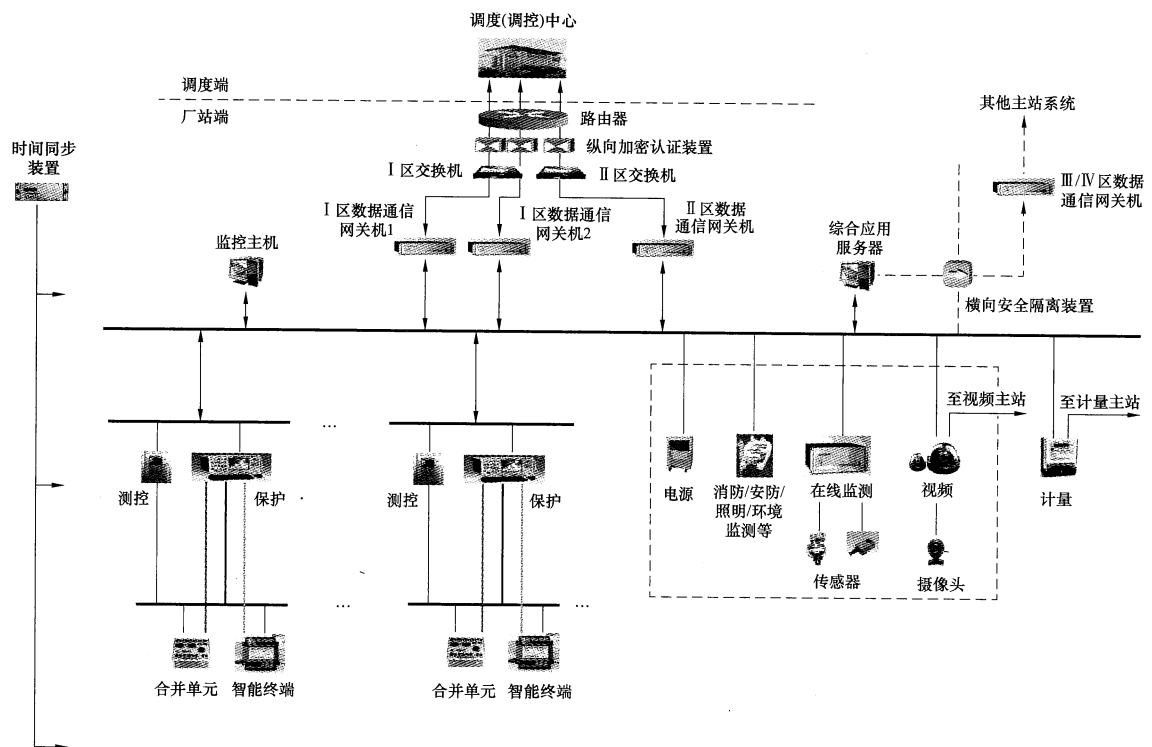 调度(调控)中心
调度端
厂站端
路由器
其他主站系统
纵向加密认证装置
时间同步
装置
Ⅰ区交换机
Ⅱ区交换机
Ⅲ/Ⅳ区数据
通信网关机
Ⅰ区数据通信
网关机1
Ⅰ区数据通信
网关机2
Ⅱ区数据
通信网关机
监控主机
综合应用
服务器
横向安全隔离装置
至视频主站
至计量主站
…
…
测控
保护
测控
保护
电源
消防/安防/
照明/环境
监测等
在线监测
视频
计量
传感器
摄像头
…
…
合并单元
智能终端
合并单元
智能终端